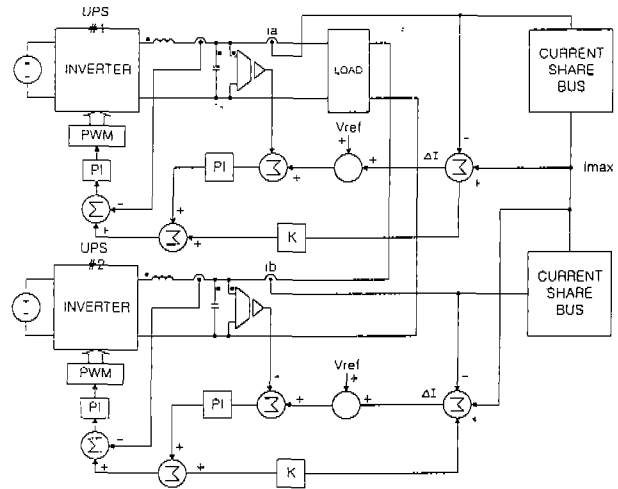 UPS
#1
INVERTER
ia
LOAD
CURRENT
SHARE
BUS
PWM
PI
Σ
Vref
+
PI
Σ
+
+
ΔI
Σ
-
+
Imax
Σ
-
+
+
Σ
+
K
UPS
#2
INVERTER
ib
CURRENT
SHARE
BUS
PWM
PI
Σ
Vref
+
PI
Σ
-
+
+
ΔI
Σ
-
Σ
-
+
+
Σ
+
K